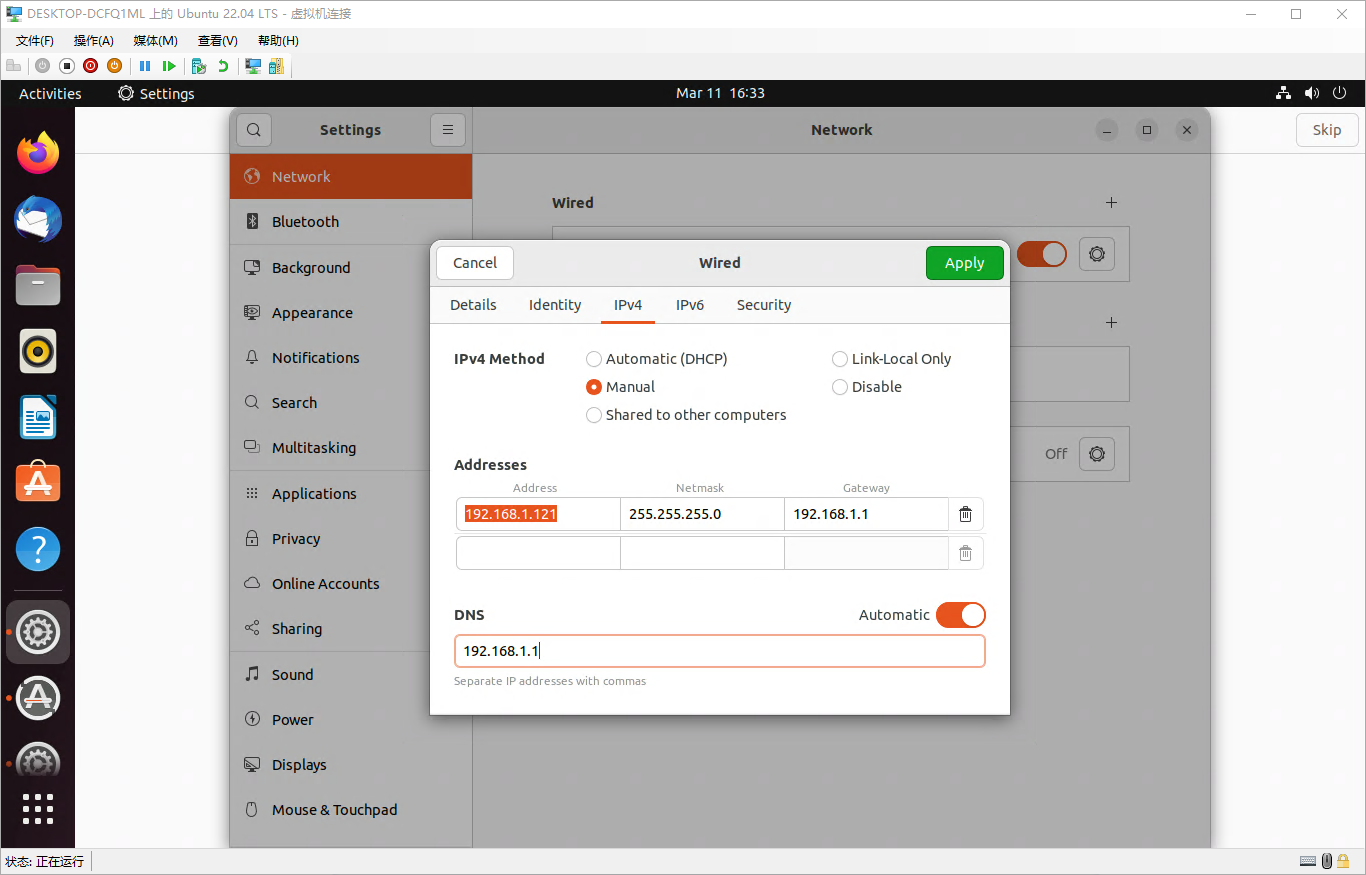 DESKTOP-DCFQ1ML 上的 Ubuntu 22.04 LTS - 虚拟机连接
文件(F) 操作(A) 媒体(M) 查看(V) 帮助(H)
Activities Settings Mar 11 16:33
Settings Network Skip
Network
Bluetooth
Background
Appearance
Notifications
Search
Multitasking
Applications
Privacy
Online Accounts
Sharing
Sound
Power
Displays
Mouse & Touchpad
Wired
Off
Cancel Wired Apply
Details Identity IPv4 IPv6 Security
IPv4 Method Automatic (DHCP) Link-Local Only
Manual Disable
Shared to other computers
Addresses
Address Netmask Gateway
192.168.1.121 255.255.255.0 192.168.1.1
DNS Automatic
192.168.1.1
Separate IP addresses with commas
状态: 正在运行